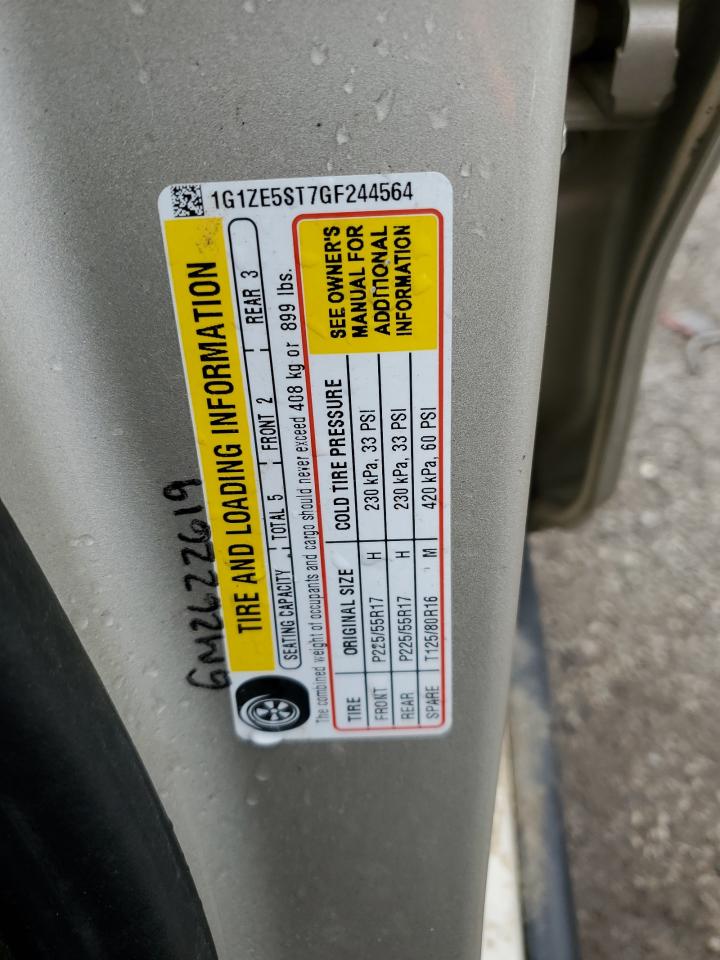 1G1ZE5ST7GF244564
TIRE AND LOADING INFORMATION
SEATING CAPACITY TOTAL 5 FRONT 2 REAR 3
The combined weight of occupants and cargo should never exceed 408 kg or 899 lbs.
TIRE ORIGINAL SIZE COLD TIRE PRESSURE
FRONT P225/55R17 H 230 kPa, 33 PSI
REAR P225/55R17 H 230 kPa, 33 PSI
SPARE T125/80R16 M 420 kPa, 60 PSI
SEE OWNER'S
MANUAL FOR
ADDITIONAL
INFORMATION
GM2622619